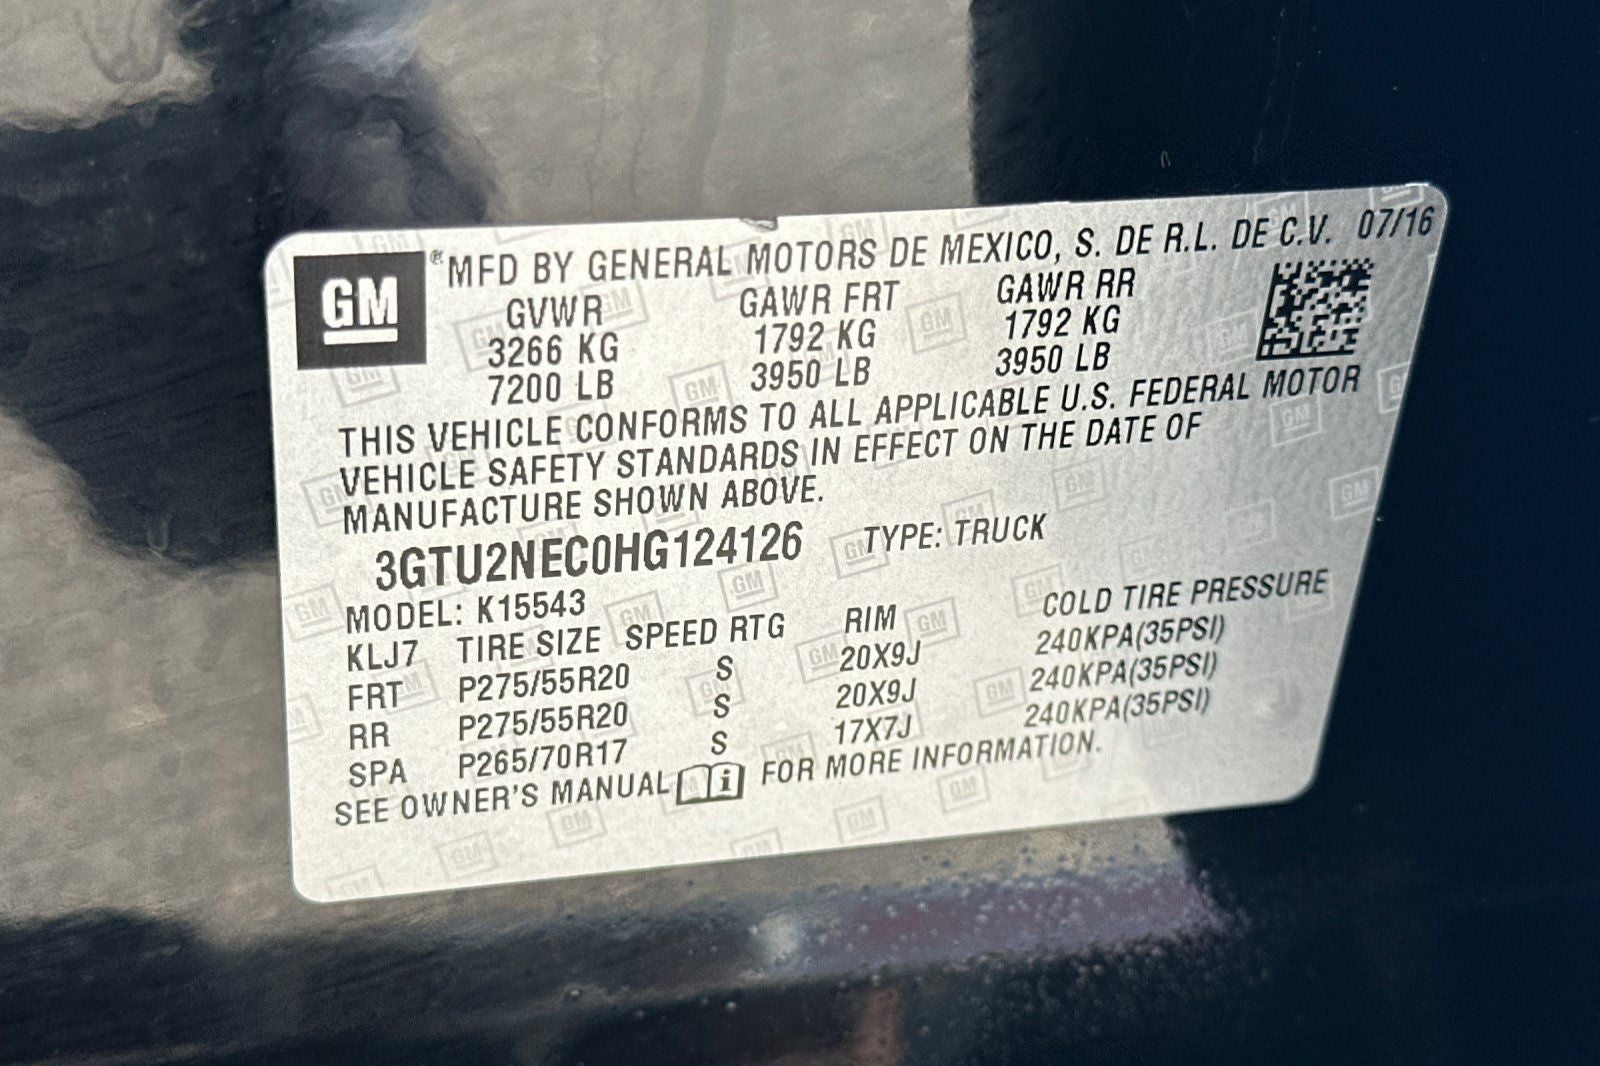 GM ® MFD BY GENERAL MOTORS DE MEXICO, S. DE R.L. DE C.V. 07/16
GVWR GAWR FRT GAWR RR
3266 KG 1792 KG 1792 KG
7200 LB 3950 LB 3950 LB
THIS VEHICLE CONFORMS TO ALL APPLICABLE U.S. FEDERAL MOTOR
VEHICLE SAFETY STANDARDS IN EFFECT ON THE DATE OF
MANUFACTURE SHOWN ABOVE.
3GTU2NEC0HG124126 TYPE: TRUCK
MODEL: K15543
KLJ7 TIRE SIZE SPEED RTG RIM COLD TIRE PRESSURE
FRT P275/55R20 S 20X9J 240KPA(35PSI)
RR P275/55R20 S 20X9J 240KPA(35PSI)
SPA P265/70R17 S 17X7J 240KPA(35PSI)
SEE OWNER'S MANUAL i FOR MORE INFORMATION.